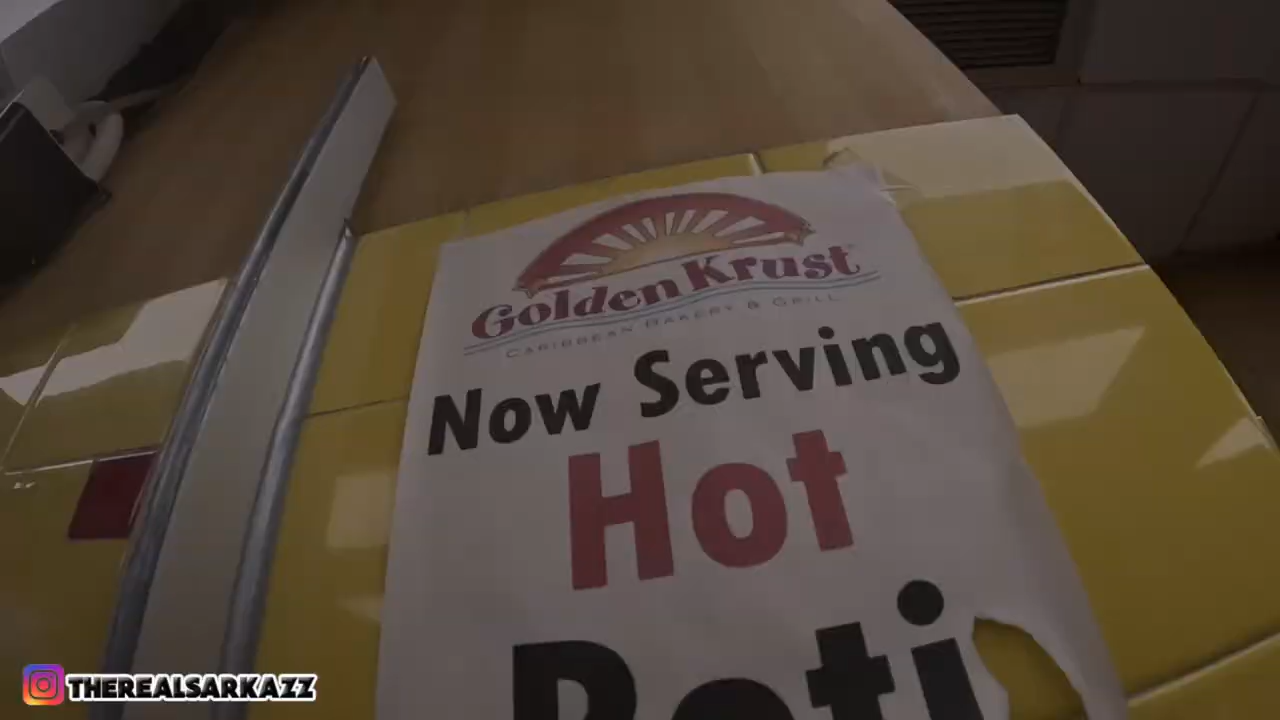 Golden Krust
CARIBBEAN BAKERY & GRILL
Now Serving
Hot
Roti
THEREALSARKAZZ